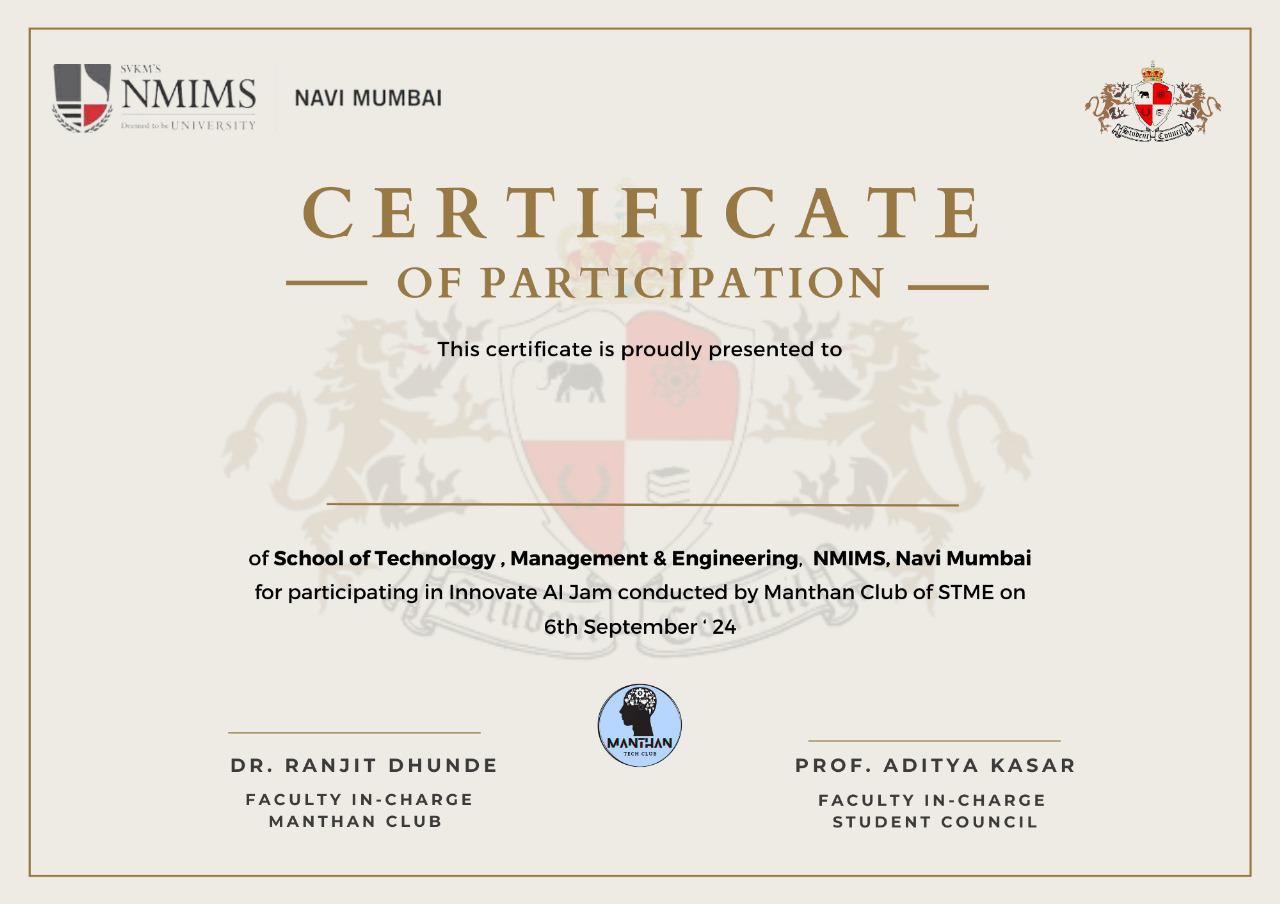 SVKM'S
NMIMS
Deemed to be UNIVERSITY
NAVI MUMBAI
Student Council
CERTIFICATE
OF PARTICIPATION
This certificate is proudly presented to
of School of Technology , Management & Engineering,  NMIMS, Navi Mumbai
for participating in Innovate AI Jam conducted by Manthan Club of STME on
6th September ‘ 24
Student Council
MANTHAN
TECH CLUB
DR. RANJIT DHUNDE
FACULTY IN-CHARGE
MANTHAN CLUB
PROF. ADITYA KASAR
FACULTY IN-CHARGE
STUDENT COUNCIL